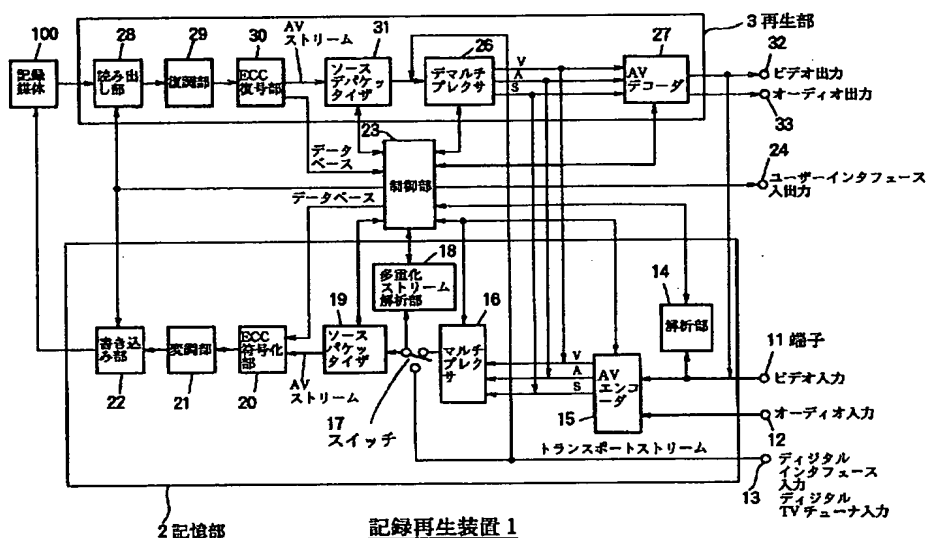 3 再生部
100
28
29
30
AV
ストリーム
31
26
27
32
記録
媒体
読み出
し部
復調部
ECC
復号部
ソース
デパケッ
タイザ
デマルチ
プレクサ
V
A
S
AV
デコーダ
ビデオ出力
オーディオ出力
33
23
データ
ベース
制御部
24
ユーザーインタフェース
入出力
データベース
18
多重化
ストリーム
解析部
14
解析部
19
16
書き込
み部
変調部
ECC
符号化
部
ソース
パケッ
タイザ
マルチ
プレク
サ
V
A
S
AV
エンコ
ーダ
11 端子
ビデオ入力
22
21
20
AV
ストリーム
17
スイッチ
15
オーディオ入力
12
トランスポートストリーム
13
ディジタル
インタフェース
入力
ディジタル
TVチューナ入力
2 記憶部
記録再生装置1